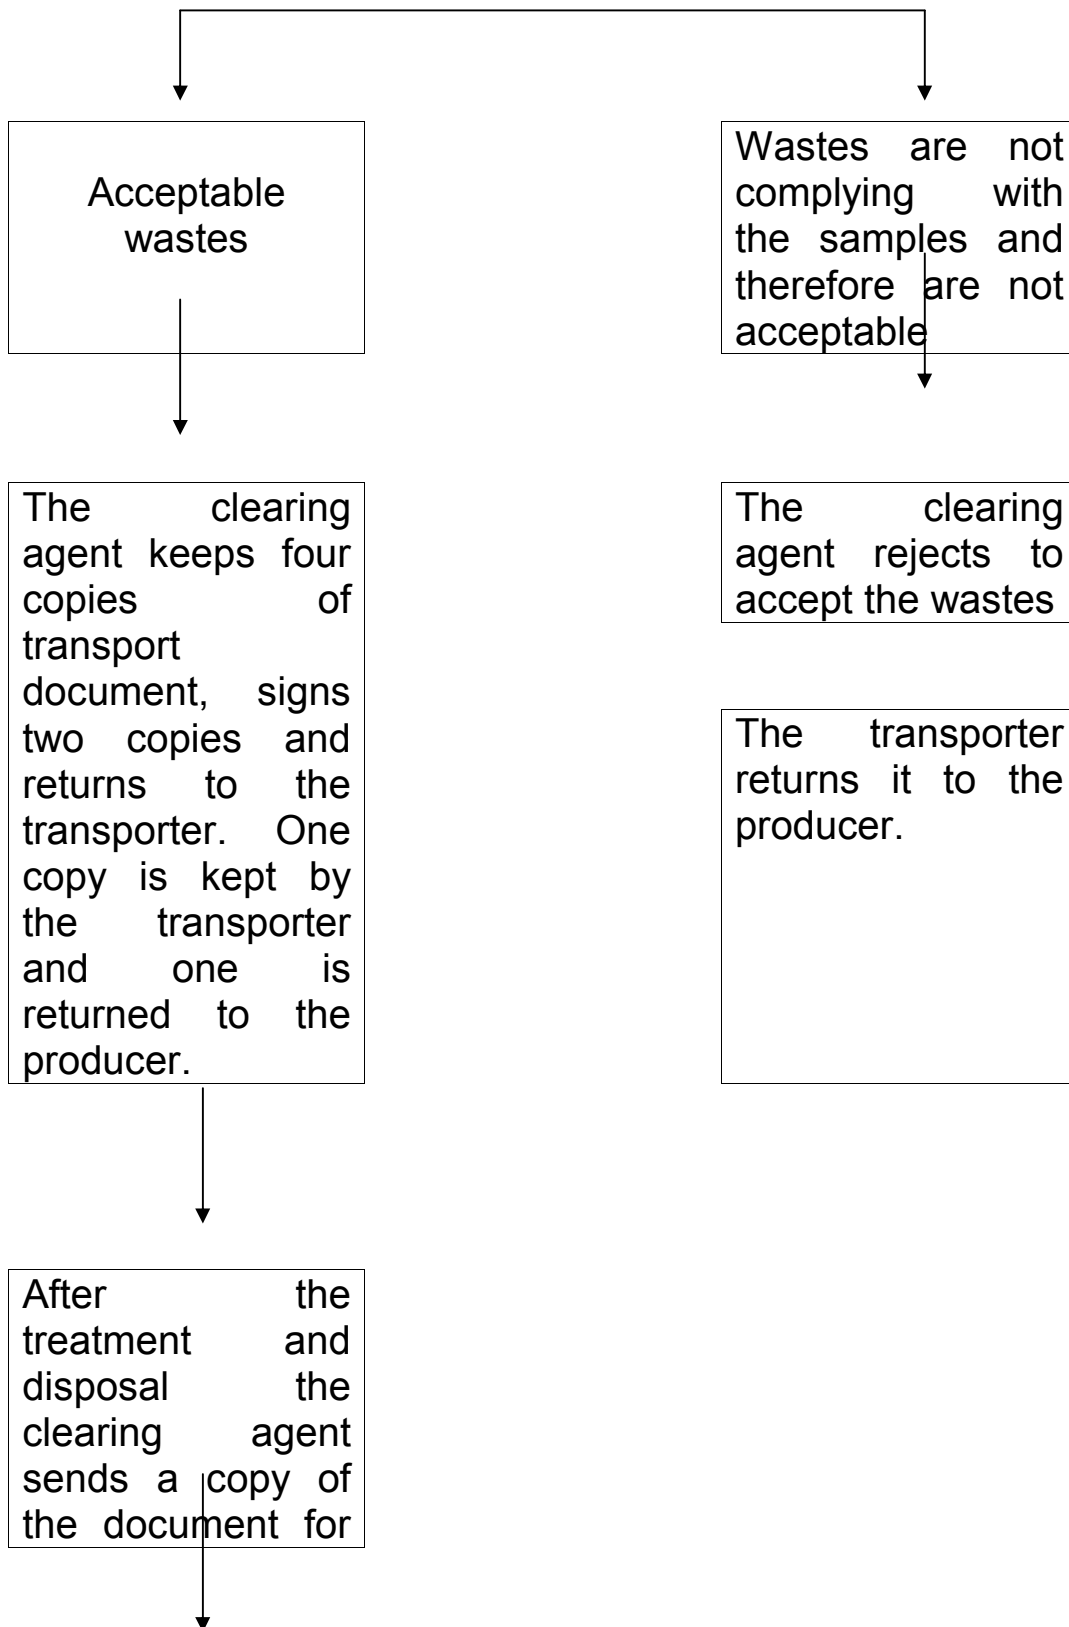 Acceptable
wastes
Wastes are not
complying with
the samples and
therefore are not
acceptable
The clearing
agent keeps four
copies of
transport
document, signs
two copies and
returns to the
transporter. One
copy is kept by
the transporter
and one is
returned to the
producer.
The clearing
agent rejects to
accept the wastes
The transporter
returns it to the
producer.
After the
treatment and
disposal the
clearing agent
sends a copy of
the document for